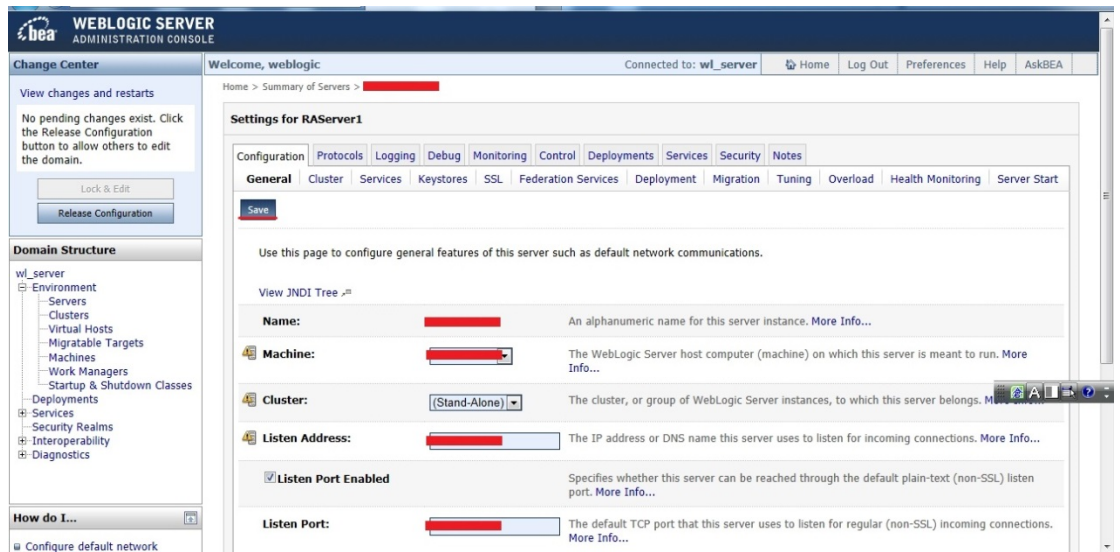 bea WEBLOGIC SERVER
ADMINISTRATION CONSOLE
Change Center
View changes and restarts
No pending changes exist. Click
the Release Configuration
button to allow others to edit
the domain.
Lock & Edit
Release Configuration
Domain Structure
wl_server
Environment
Servers
Clusters
Virtual Hosts
Migratable Targets
Machines
Work Managers
Startup & Shutdown Classes
Deployments
Services
Security Realms
Interoperability
Diagnostics
How do I...
Configure default network
Welcome, weblogic
Connected to: wl_server
Home Log Out Preferences Help AskBEA
Home > Summary of Servers >
Settings for RAServer1
Configuration Protocols Logging Debug Monitoring Control Deployments Services Security Notes
General Cluster Services Keystores SSL Federation Services Deployment Migration Tuning Overload Health Monitoring Server Start
Save
Use this page to configure general features of this server such as default network communications.
View JNDI Tree
Name: An alphanumeric name for this server instance. More Info...
Machine: The WebLogic Server host computer (machine) on which this server is meant to run. More
Info...
Cluster: (Stand-Alone) The cluster, or group of WebLogic Server instances, to which this server belongs.
Listen Address: The IP address or DNS name this server uses to listen for incoming connections. More Info...
Listen Port Enabled Specifies whether this server can be reached through the default plain-text (non-SSL) listen
port. More Info...
Listen Port: The default TCP port that this server uses to listen for regular (non-SSL) incoming connections.
More Info...